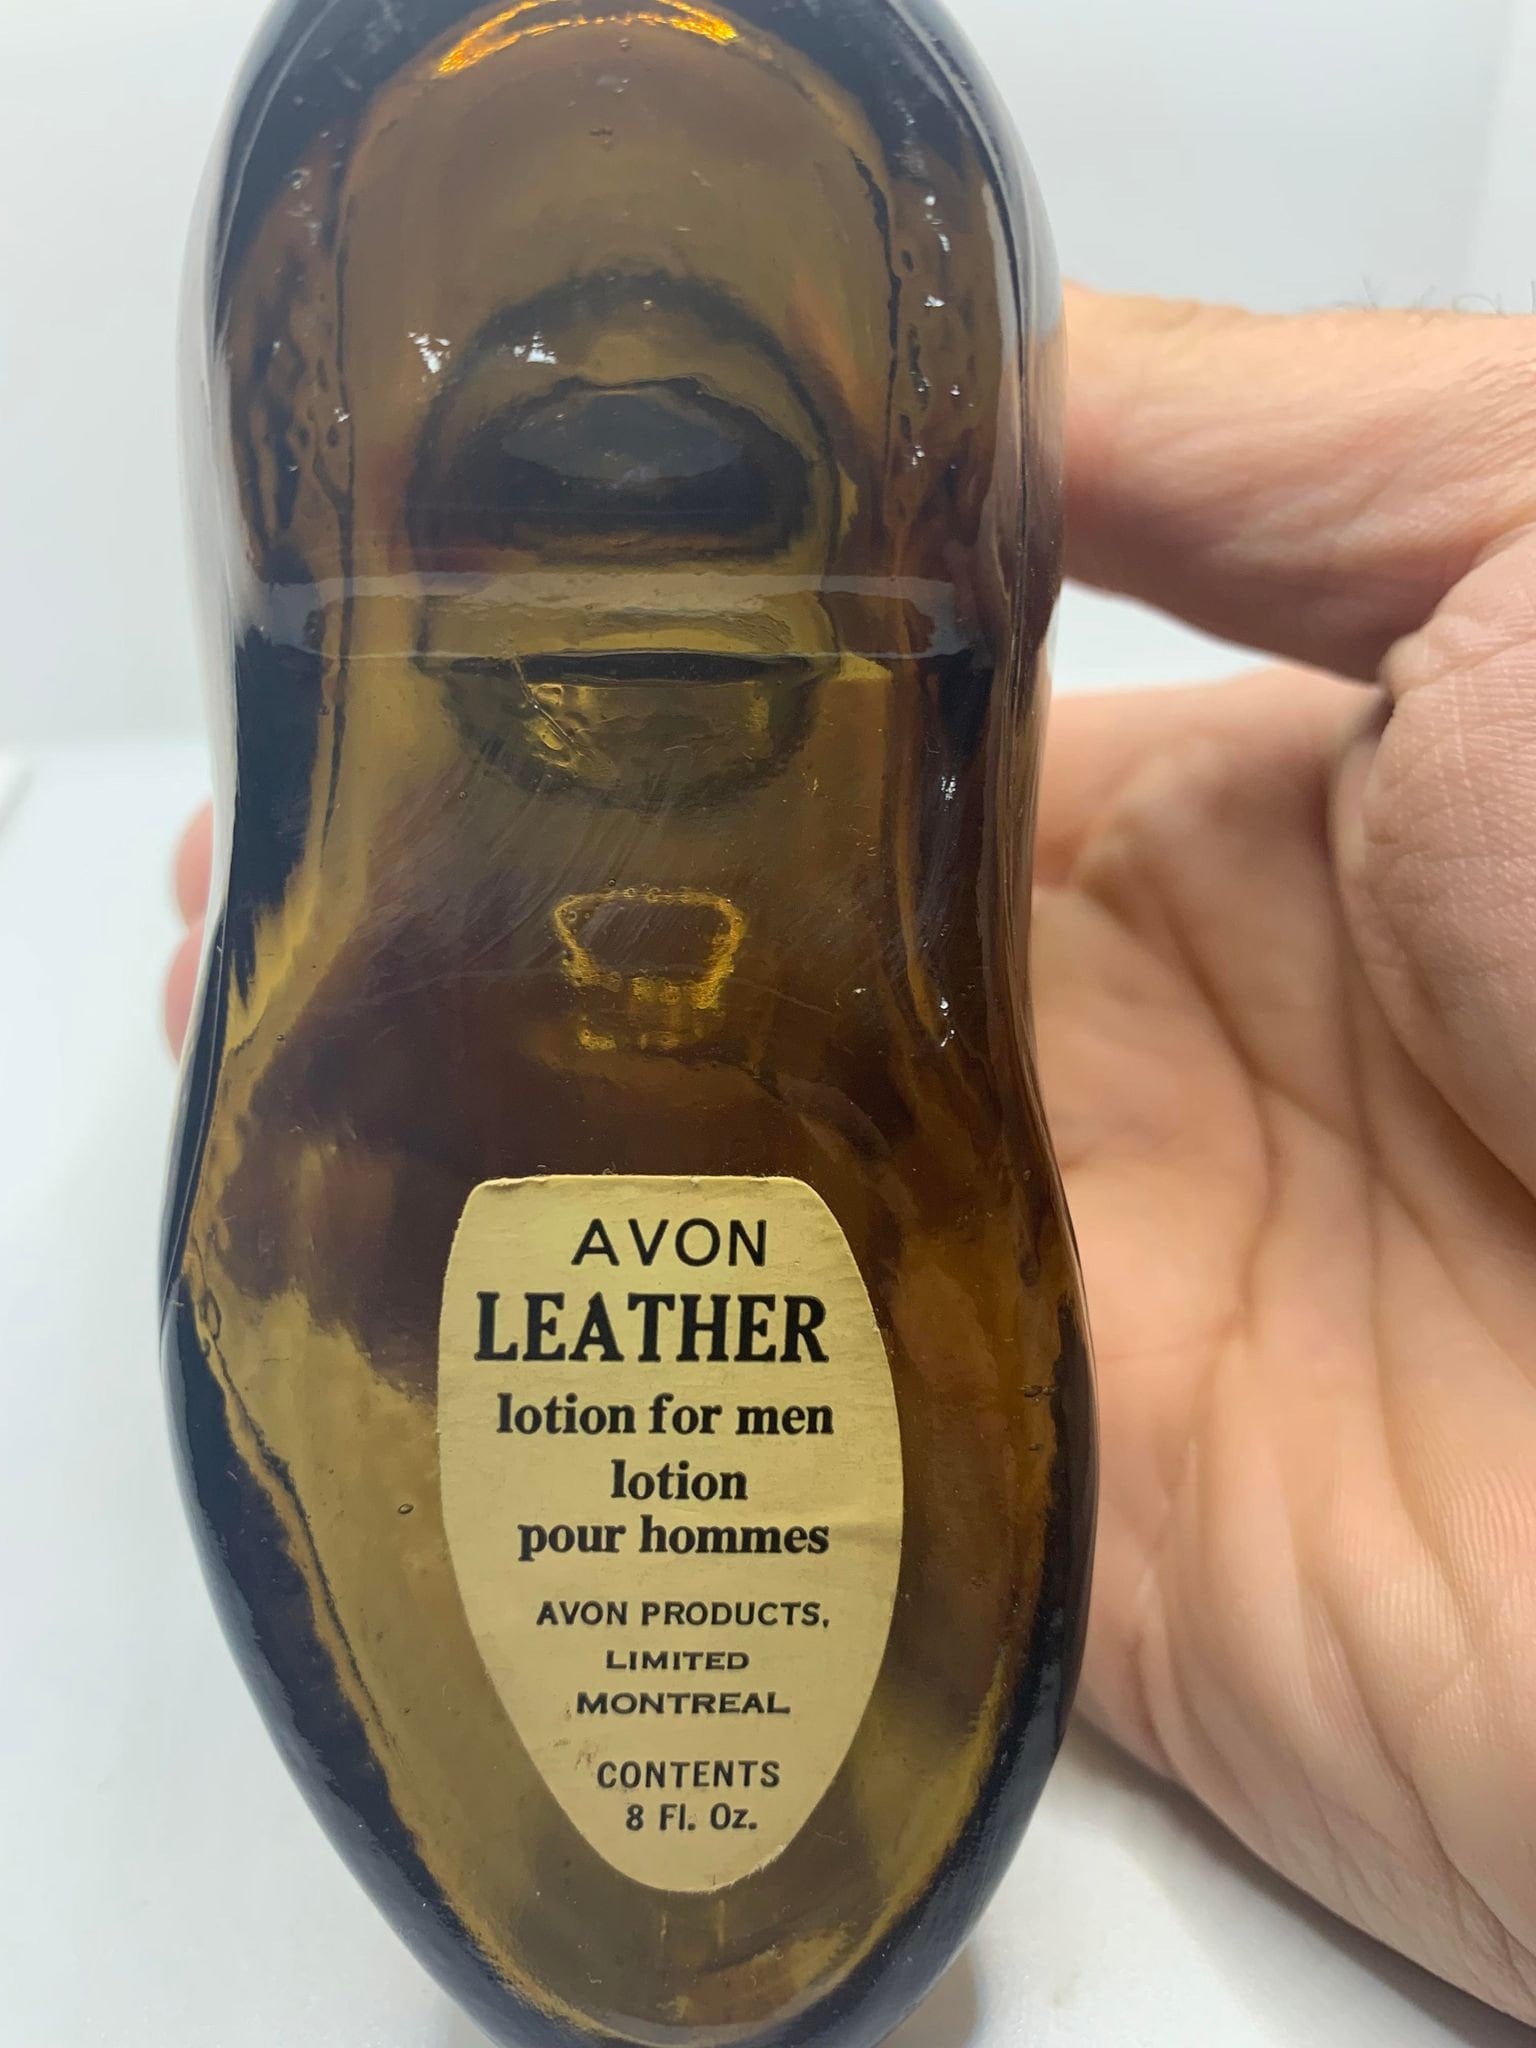 AVON
LEATHER
lotion for men
lotion
pour hommes
AVON PRODUCTS,
LIMITED
MONTREAL
CONTENTS
8 Fl. Oz.